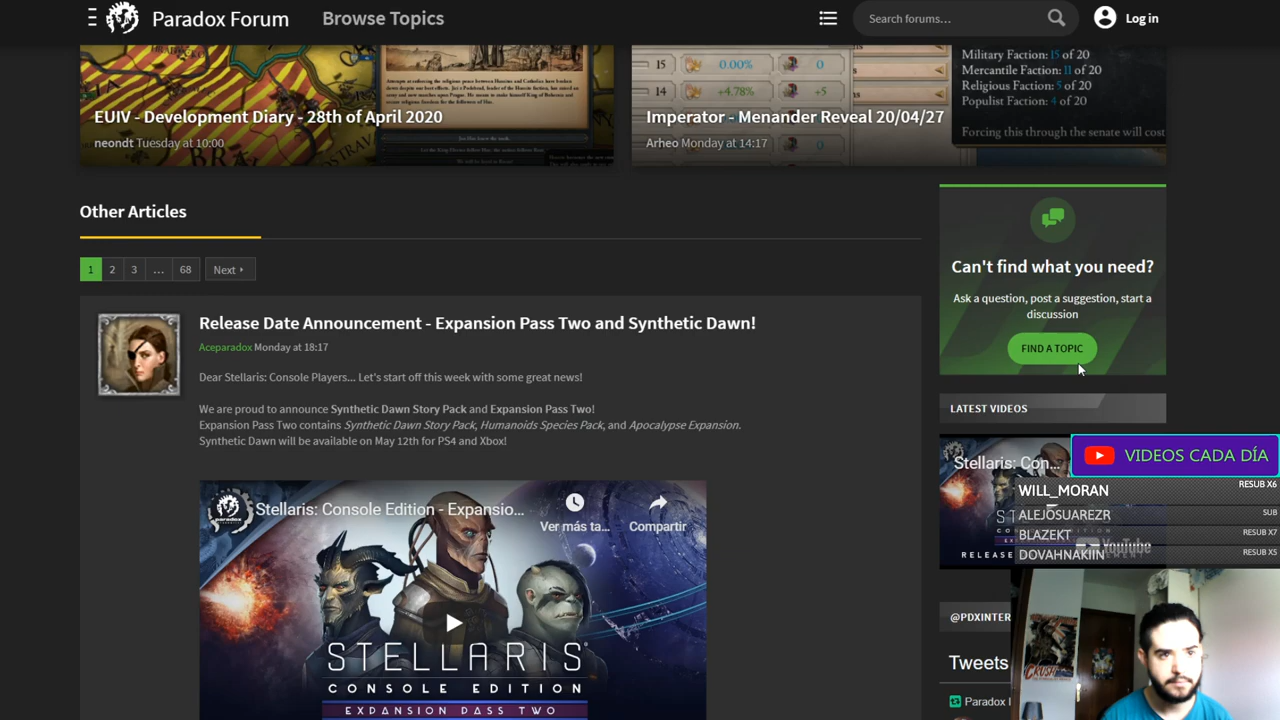 Paradox Forum
Browse Topics
Search forums...
Log in
EUIV - Development Diary - 28th of April 2020
neondt Tuesday at 10:00
15 0.00% 0
14 +4.78% +5
Imperator - Menander Reveal 20/04/27
Arheo Monday at 14:17
Military Faction: 15 of 20
Mercantile Faction: 11 of 20
Religious Faction: 5 of 20
Populist Faction: 4 of 20
Forcing this through the senate will cost
Other Articles
1 2 3 ... 68 Next
Release Date Announcement - Expansion Pass Two and Synthetic Dawn!
Aceparadox Monday at 18:17
Dear Stellaris: Console Players... Let's start off this week with some great news!
We are proud to announce Synthetic Dawn Story Pack and Expansion Pass Two!
Expansion Pass Two contains Synthetic Dawn Story Pack, Humanoids Species Pack, and Apocalypse Expansion.
Synthetic Dawn will be available on May 12th for PS4 and Xbox!
Stellaris: Console Edition - Expansio...
Ver más ta...
Compartir
STELLARIS
CONSOLE EDITION
EXPANSION PASS TWO
Can't find what you need?
Ask a question, post a suggestion, start a
discussion
FIND A TOPIC
LATEST VIDEOS
Stellaris: Con...
VIDEOS CADA DÍA
WILL_MORAN RESUB X6
ALEJOSUAREZR SUB
BLAZEKT RESUB X7
DOVAHNAKIIN RESUB X5
YouTube
@PDXINTER
Tweets
Paradox I